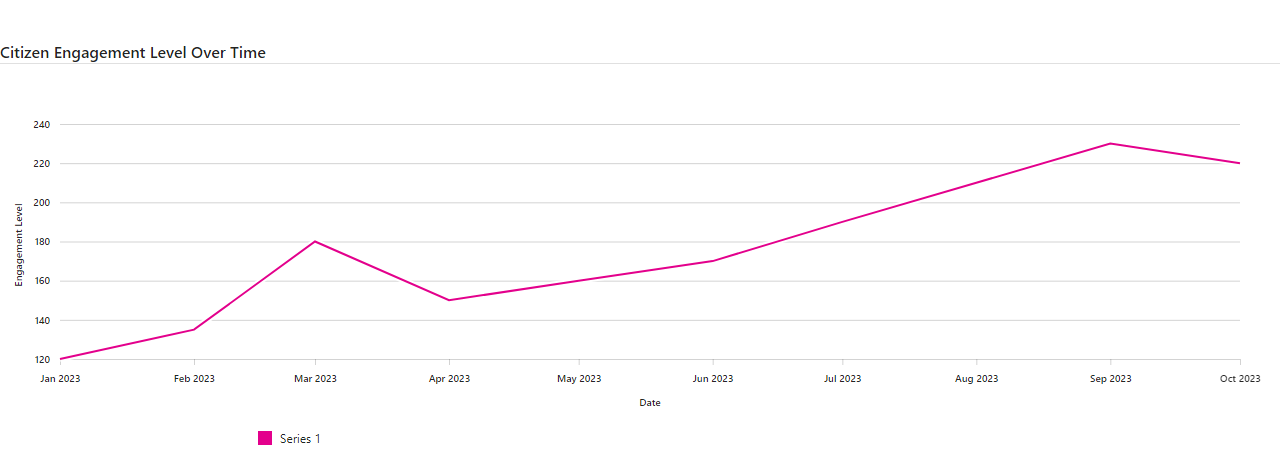 Citizen Engagement Level Over Time
240
220
200
180
160
140
120
Engagement Level
Jan 2023 Feb 2023 Mar 2023 Apr 2023 May 2023 Jun 2023 Jul 2023 Aug 2023 Sep 2023 Oct 2023
Date
Series 1